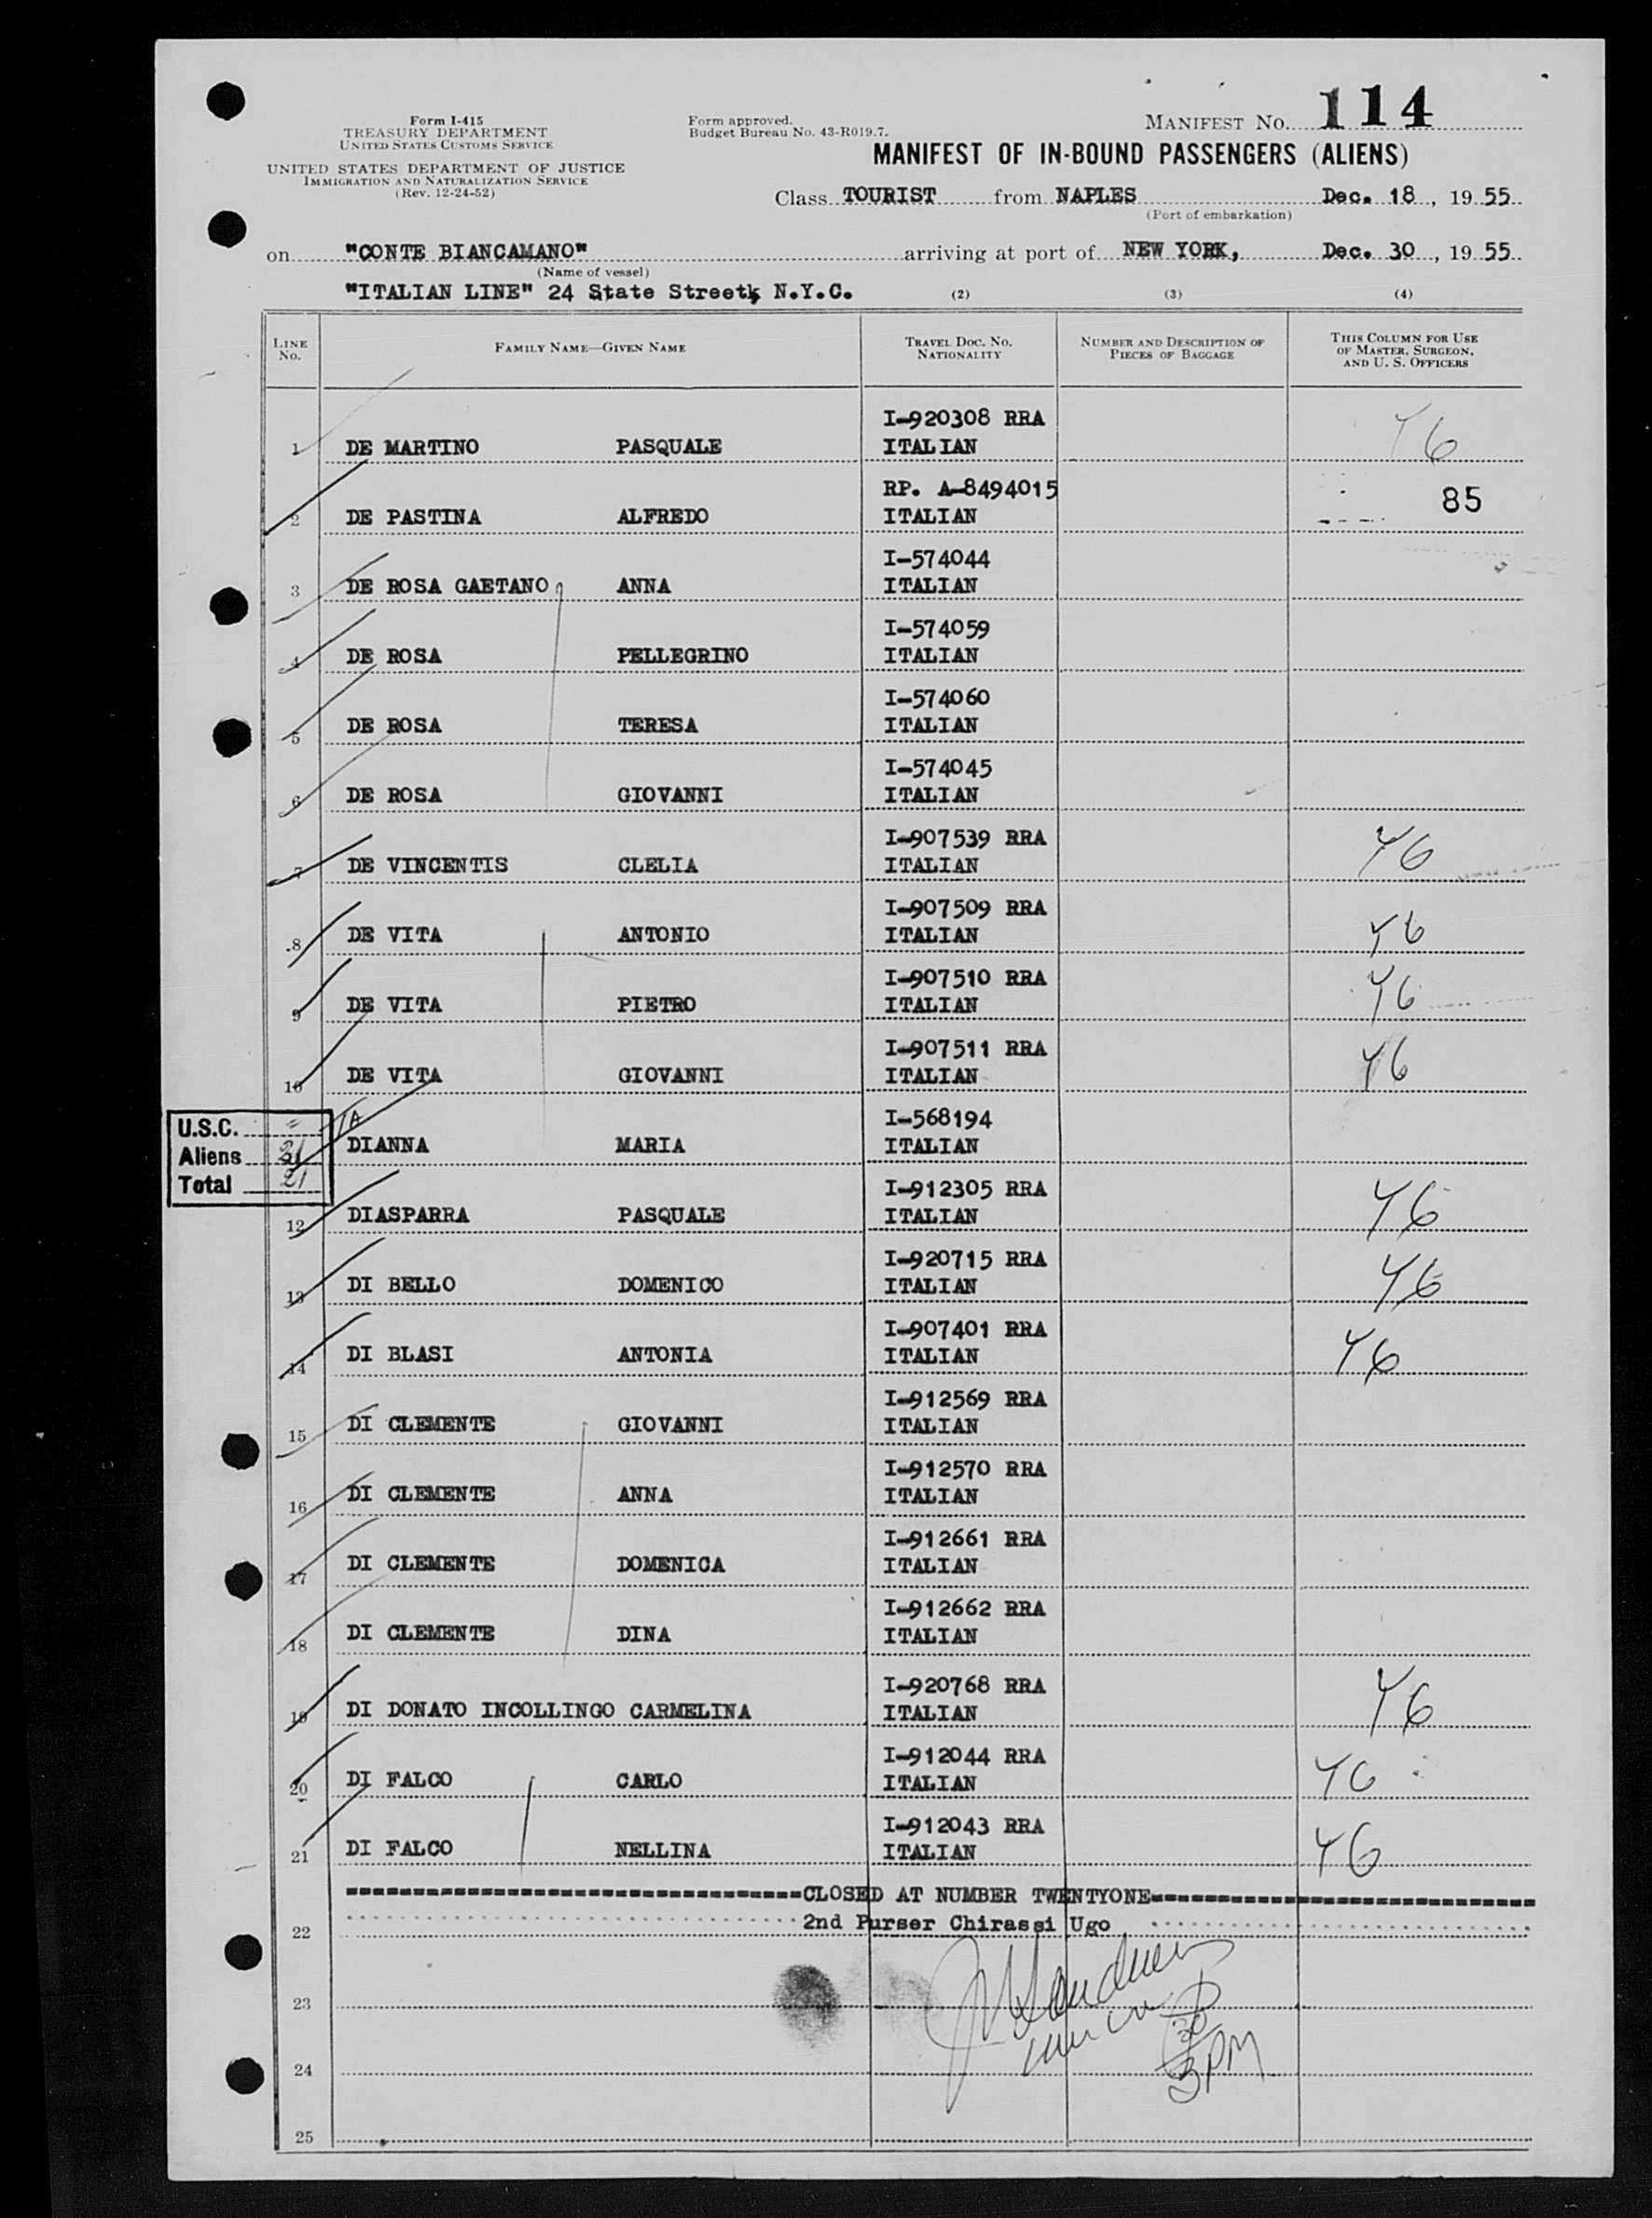 Form I-415
TREASURY DEPARTMENT
UNITED STATES CUSTOMS SERVICE
UNITED STATES DEPARTMENT OF JUSTICE
IMMIGRATION AND NATURALIZATION SERVICE
(Rev. 12-24-52)
Form approved.
Budget Bureau No. 43-R019.7.
MANIFEST NO. 114
MANIFEST OF IN-BOUND PASSENGERS (ALIENS)
Class TOURIST from NAPLES Dec. 18, 1955
(Port of embarkation)
on "CONTE BIANCAMANO" arriving at port of NEW YORK, Dec. 30, 1955
(Name of vessel)
"ITALIAN LINE" 24 State Street, N.Y.C. (2) (3) (4)
LINE NO. FAMILY NAME—GIVEN NAME TRAVEL DOC. NO. NATIONALITY NUMBER AND DESCRIPTION OF PIECES OF BAGGAGE THIS COLUMN FOR USE OF MASTER, SURGEON, AND U. S. OFFICERS
I-920308 RRA
1 DE MARTINO PASQUALE ITALIAN Y6
RP. A-8494015
2 DE PASTINA ALFREDO ITALIAN 85
I-574044
3 DE ROSA GAETANO ANNA ITALIAN
I-574059
4 DE ROSA PELLEGRINO ITALIAN
I-574060
5 DE ROSA TERESA ITALIAN
I-574045
6 DE ROSA GIOVANNI ITALIAN
I-907539 RRA
7 DE VINCENTIS CLELIA ITALIAN Y6
I-907509 RRA
8 DE VITA ANTONIO ITALIAN Y6
I-907510 RRA
9 DE VITA PIETRO ITALIAN Y6
I-907511 RRA
10 DE VITA GIOVANNI ITALIAN Y6
U.S.C. =
Aliens 21
Total 21
I-568194
DIANNA MARIA ITALIAN
I-912305 RRA
12 DIASPARRA PASQUALE ITALIAN Y6
I-920715 RRA
13 DI BELLO DOMENICO ITALIAN Y6
I-907401 RRA
14 DI BLASI ANTONIA ITALIAN Y6
I-912569 RRA
15 DI CLEMENTE GIOVANNI ITALIAN
I-912570 RRA
16 DI CLEMENTE ANNA ITALIAN
I-912661 RRA
17 DI CLEMENTE DOMENICA ITALIAN
I-912662 RRA
18 DI CLEMENTE DINA ITALIAN
I-920768 RRA
19 DI DONATO INCOLLINGO CARMELINA ITALIAN Y6
I-912044 RRA
20 DI FALCO CARLO ITALIAN Y6
I-912043 RRA
21 DI FALCO NELLINA ITALIAN Y6
CLOSED AT NUMBER TWENTYONE
22 2nd Purser Chirassi Ugo
23
24
3 PM
25